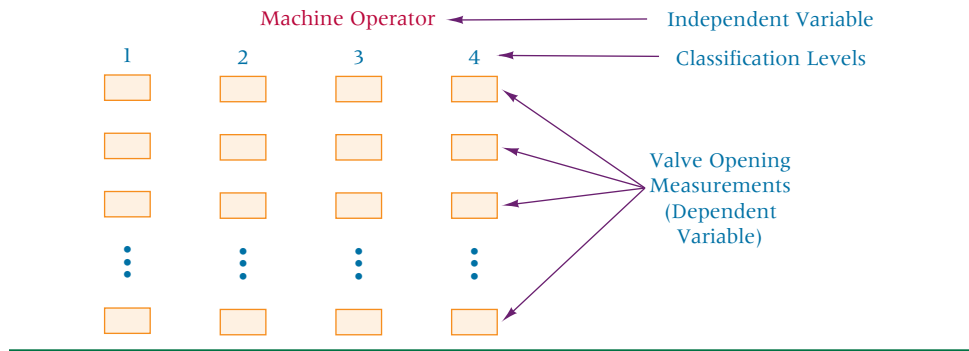 Machine Operator Independent Variable
1 2 3 4 Classification Levels
Valve Opening
Measurements
(Dependent
Variable)